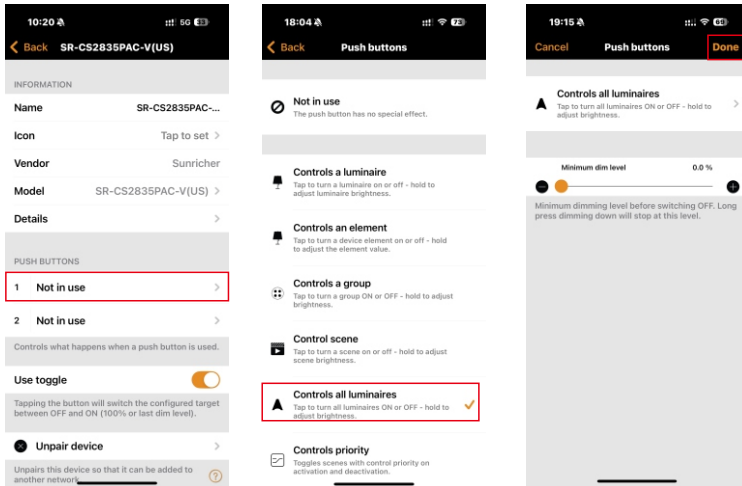 10:20
5G 33
Back SR-CS2835PAC-V(US)
INFORMATION
Name SR-CS2835PAC-...
Icon Tap to set
Vendor Sunricher
Model SR-CS2835PAC-V(US)
Details
PUSH BUTTONS
1 Not in use
2 Not in use
Controls what happens when a push button is used.
Use toggle
Tapping the button will switch the configured target
between OFF and ON (100% or last dim level).
Unpair device
Unpairs this device so that it can be added to
another network.
?
18:04
Back Push buttons
Not in use
The push button has no special effect.
Controls a luminaire
Tap to turn a luminaire on or off - hold to
adjust luminaire brightness.
Controls an element
Tap to turn a device element on or off - hold
to adjust the element value.
Controls a group
Tap to turn a group ON or OFF - hold to adjust
brightness.
Control scene
Tap to turn a scene on or off - hold to adjust
scene brightness.
Controls all luminaires
Tap to turn all luminaires ON or OFF - hold to
adjust brightness.
Controls priority
Toggles scenes with control priority on
activation and deactivation.
19:15
Cancel Push buttons Done
Controls all luminaires
Tap to turn all luminaires ON or OFF - hold to
adjust brightness.
Minimum dim level 0.0 %
Minimum dimming level before switching OFF. Long
press dimming down will stop at this level.